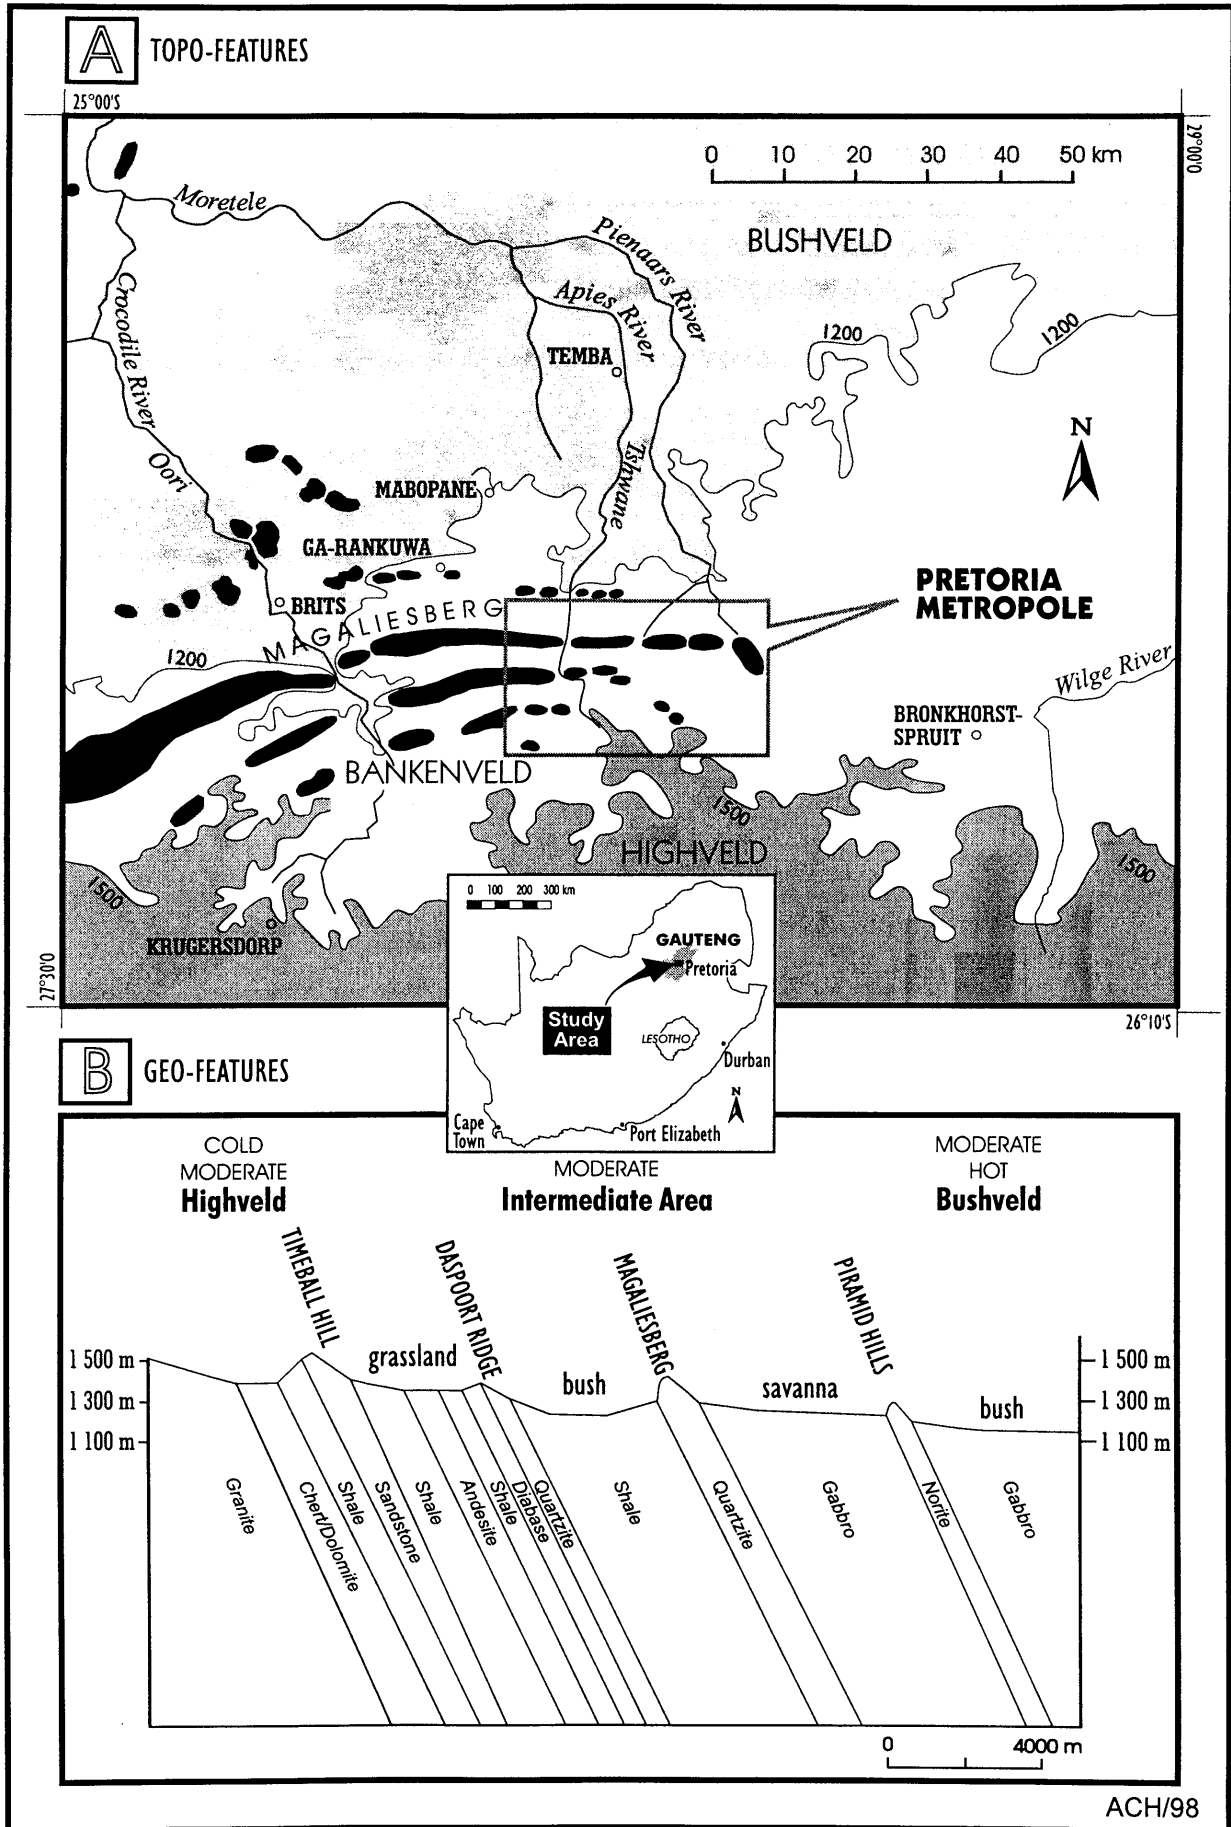 A TOPO-FEATURES
25°00'S
29°00'0
0 10 20 30 40 50 km
Moretele
Pienaars River
BUSHVELD
Apies River
Crocodile River
1200
1200
TEMBA
N
Oori
Tshwane
MABOPANE
GA-RANKUWA
PRETORIA
METROPOLE
BRITS
MAGALIESBERG
1200
Wilge River
BRONKHORST-
SPRUIT
BANKENVELD
1500
HIGHVELD
1500
1500
KRUGERSDORP
27°30'0
26°10'S
0 100 200 300 km
GAUTENG
Pretoria
Study
Area
LESOTHO
Durban
N
Cape
Town
Port Elizabeth
B GEO-FEATURES
COLD
MODERATE
Highveld
MODERATE
Intermediate Area
MODERATE
HOT
Bushveld
TIMEBALL HILL
DASPOORT RIDGE
MAGALIESBERG
PIRAMID HILLS
grassland
bush
savanna
bush
1 500 m
1 300 m
1 100 m
1 500 m
1 300 m
1 100 m
Granite
Chert/Dolomite
Shale
Sandstone
Shale
Andesite
Shale
Diabase
Quartzite
Shale
Quartzite
Gabbro
Norite
Gabbro
0 4000 m
ACH/98